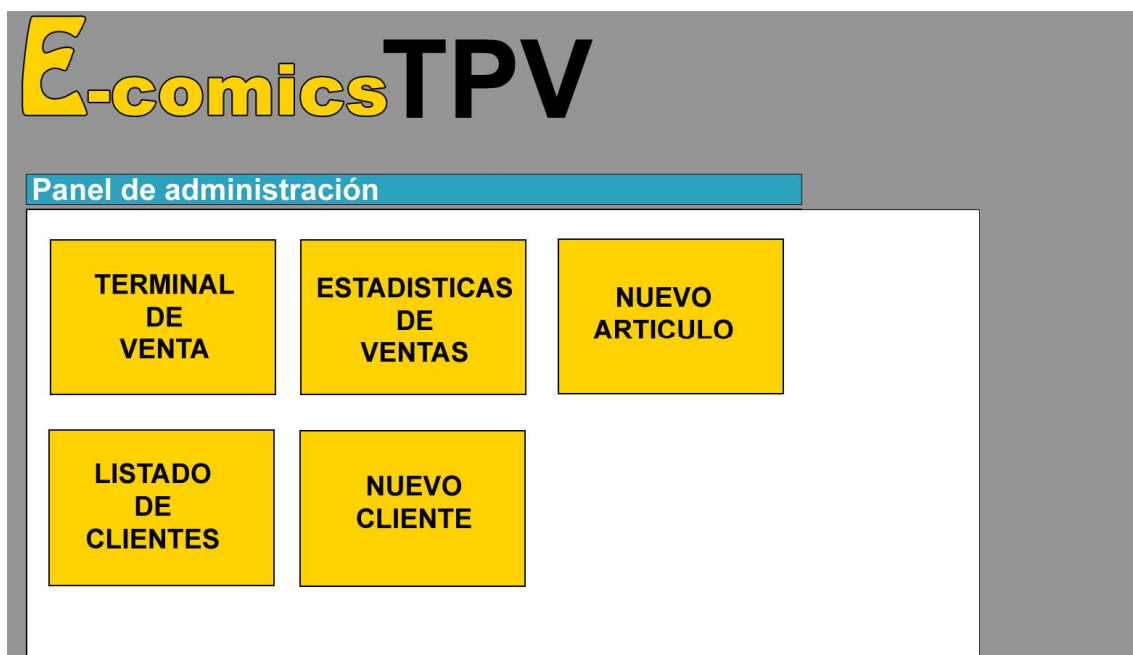 E-comicsTPV
Panel de administración
TERMINAL
DE
VENTA
ESTADISTICAS
DE
VENTAS
NUEVO
ARTICULO
LISTADO
DE
CLIENTES
NUEVO
CLIENTE